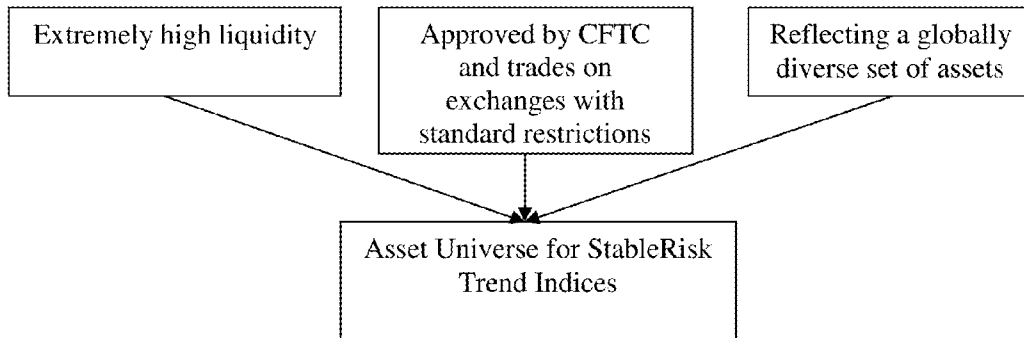 Extremely high liquidity
Approved by CFTC
and trades on
exchanges with
standard restrictions
Reflecting a globally
diverse set of assets
Asset Universe for StableRisk
Trend Indices